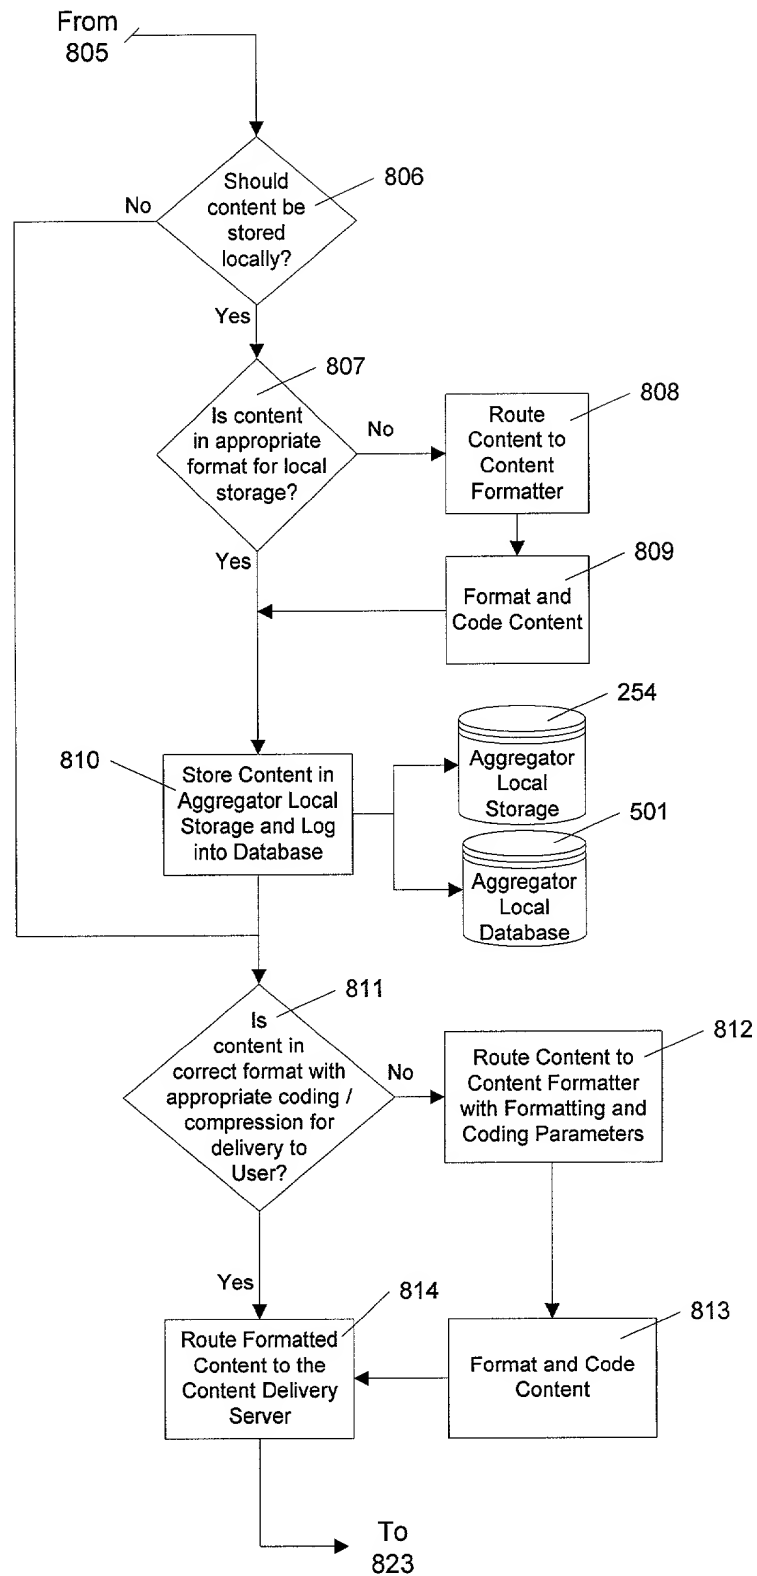 From
805
806
Should
content be
stored
locally?
No
Yes
807
Is content
in appropriate
format for local
storage?
No
808
Route
Content to
Content
Formatter
Yes
809
Format and
Code Content
254
Aggregator
Local
Storage
810
Store Content in
Aggregator Local
Storage and Log
into Database
501
Aggregator
Local
Database
811
Is
content in
correct format with
appropriate coding /
compression for
delivery to
User?
No
812
Route Content to
Content Formatter
with Formatting and
Coding Parameters
Yes
814
Route Formatted
Content to the
Content Delivery
Server
813
Format and Code
Content
To
823